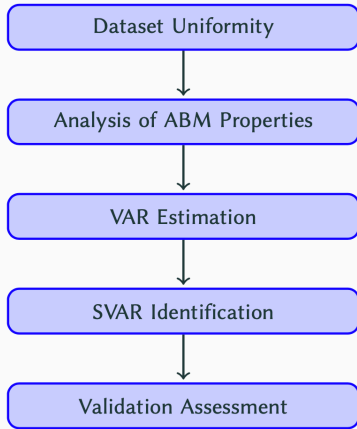 Dataset Uniformity
Analysis of ABM Properties
VAR Estimation
SVAR Identification
Validation Assessment